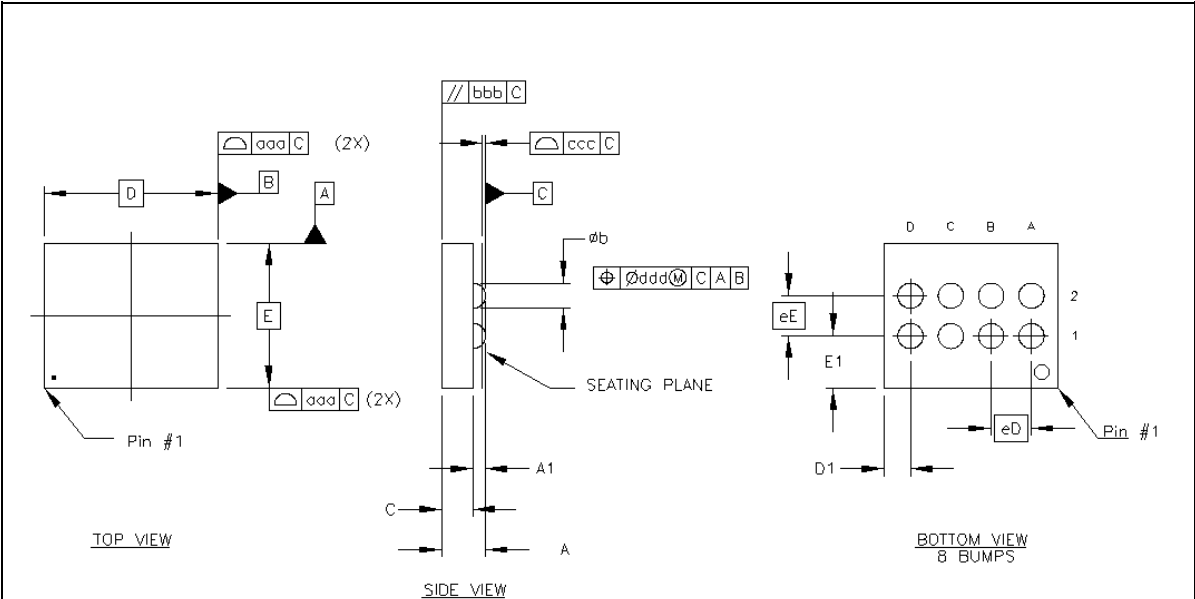 // bbb C
⌓ aaa C (2X)
⌓ ccc C
D
B
A
C
øb
⌖ Ødddⓜ C A B
D C B A
E
eE
2
1
E1
SEATING PLANE
⌓ aaa C (2X)
Pin #1
eD
Pin #1
D1
A1
C
A
TOP VIEW
SIDE VIEW
BOTTOM VIEW
8 BUMPS